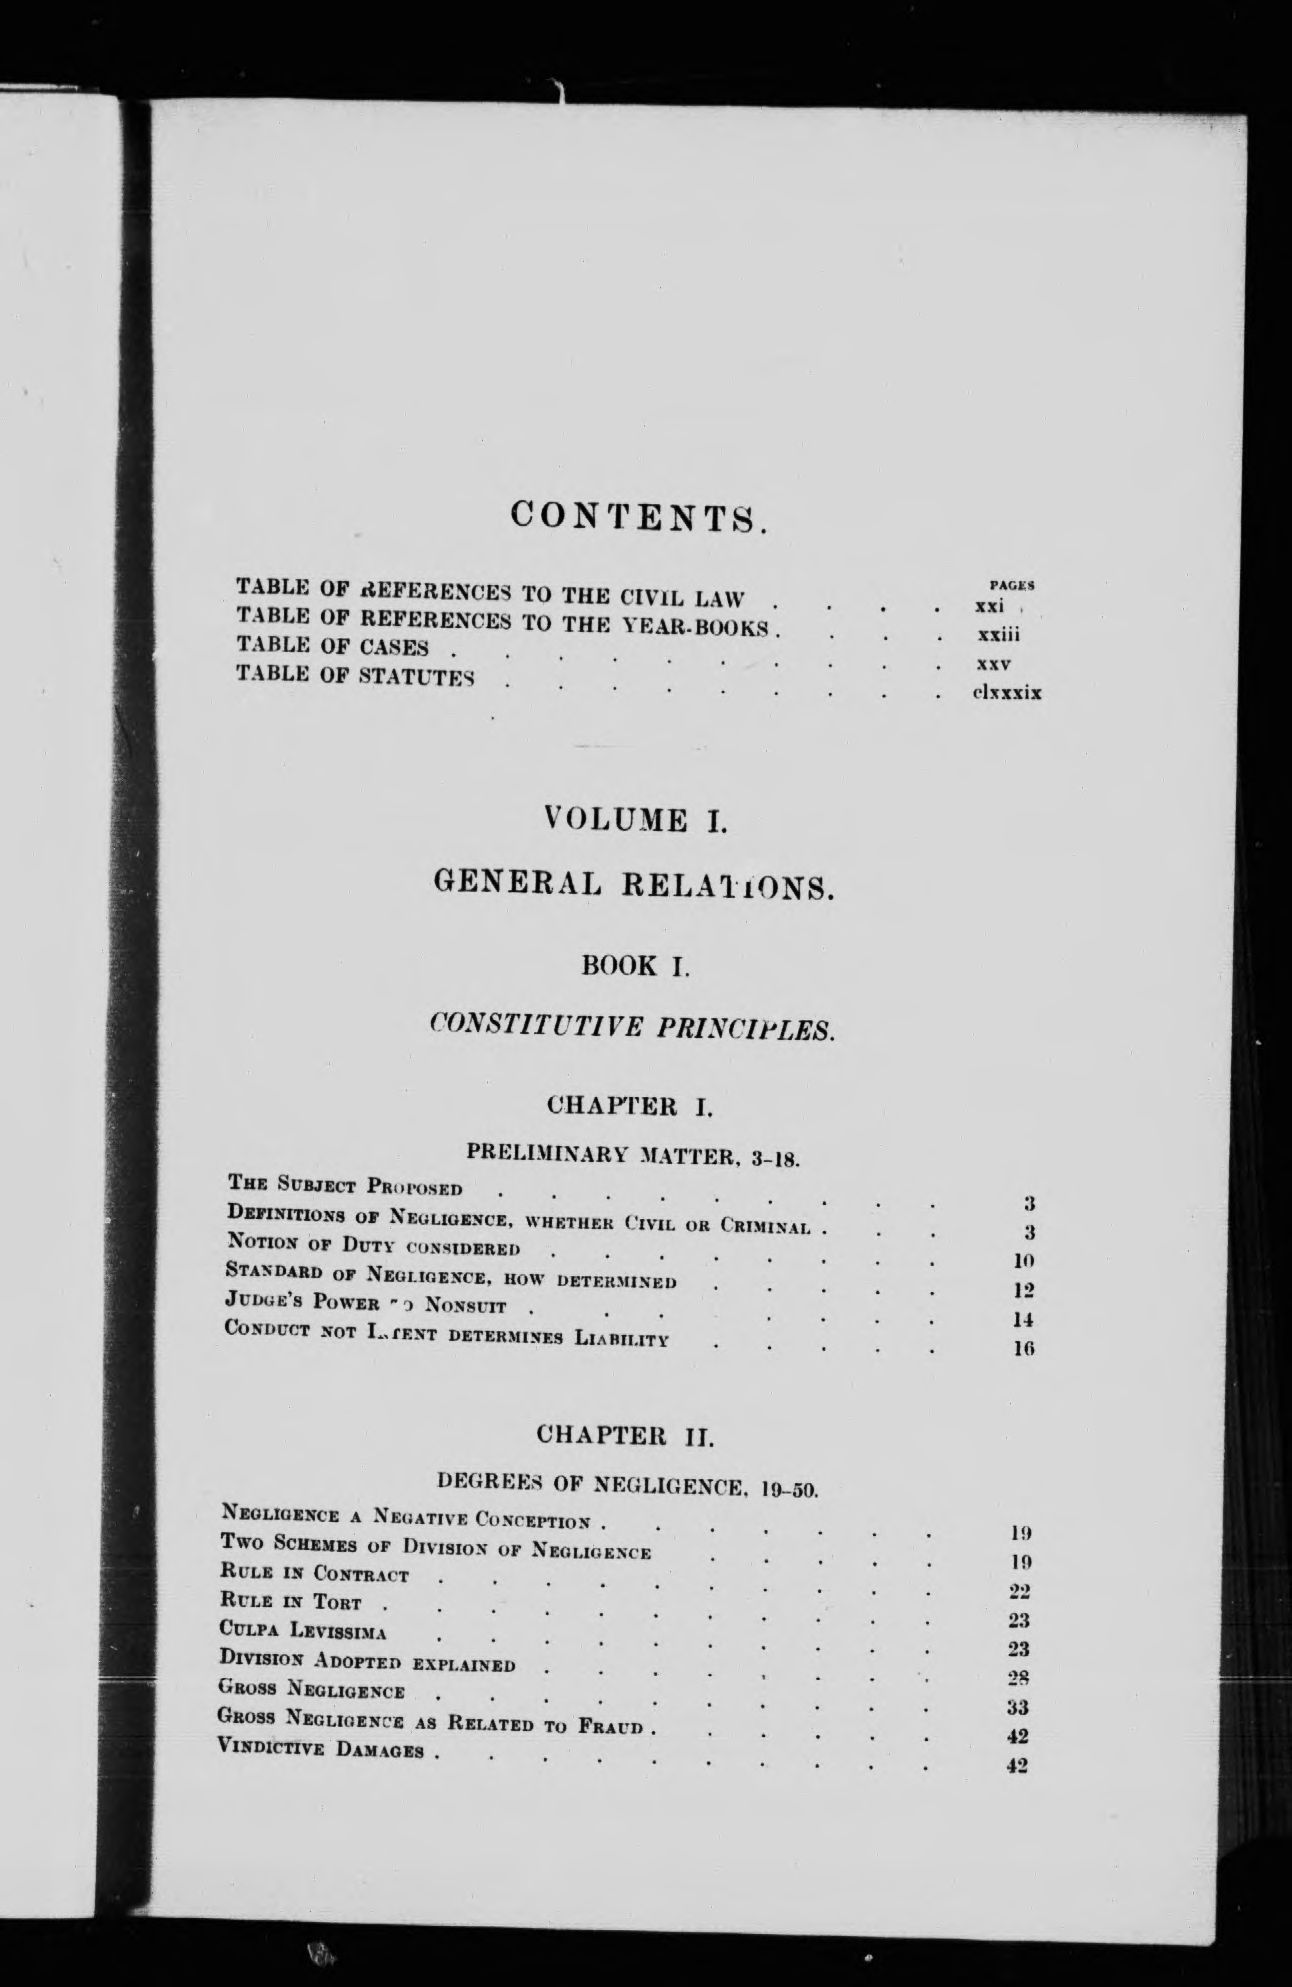 CONTENTS.
PAGES
TABLE OF REFERENCES TO THE CIVIL LAW . . . . xxi
TABLE OF REFERENCES TO THE YEAR-BOOKS . . . . xxiii
TABLE OF CASES . . . . . . . . . . xxv
TABLE OF STATUTES . . . . . . . . . clxxxix
VOLUME I.
GENERAL RELATIONS.
BOOK I.
CONSTITUTIVE PRINCIPLES.
CHAPTER I.
PRELIMINARY MATTER, 3-18.
THE SUBJECT PROPOSED . . . . . . . . . 3
DEFINITIONS OF NEGLIGENCE, WHETHER CIVIL OR CRIMINAL . . . 3
NOTION OF DUTY CONSIDERED . . . . . . . . 10
STANDARD OF NEGLIGENCE, HOW DETERMINED . . . . . 12
JUDGE'S POWER TO NONSUIT . . . . . . . 14
CONDUCT NOT INTENT DETERMINES LIABILITY . . . . . 16
CHAPTER II.
DEGREES OF NEGLIGENCE, 19-50.
NEGLIGENCE A NEGATIVE CONCEPTION . . . . . . . 19
TWO SCHEMES OF DIVISION OF NEGLIGENCE . . . . . 19
RULE IN CONTRACT . . . . . . . . . . 22
RULE IN TORT . . . . . . . . . . . 23
CULPA LEVISSIMA . . . . . . . . . . 23
DIVISION ADOPTED EXPLAINED . . . . . . . . 28
GROSS NEGLIGENCE . . . . . . . . . . 33
GROSS NEGLIGENCE AS RELATED TO FRAUD . . . . . . 42
VINDICTIVE DAMAGES . . . . . . . . . . 42